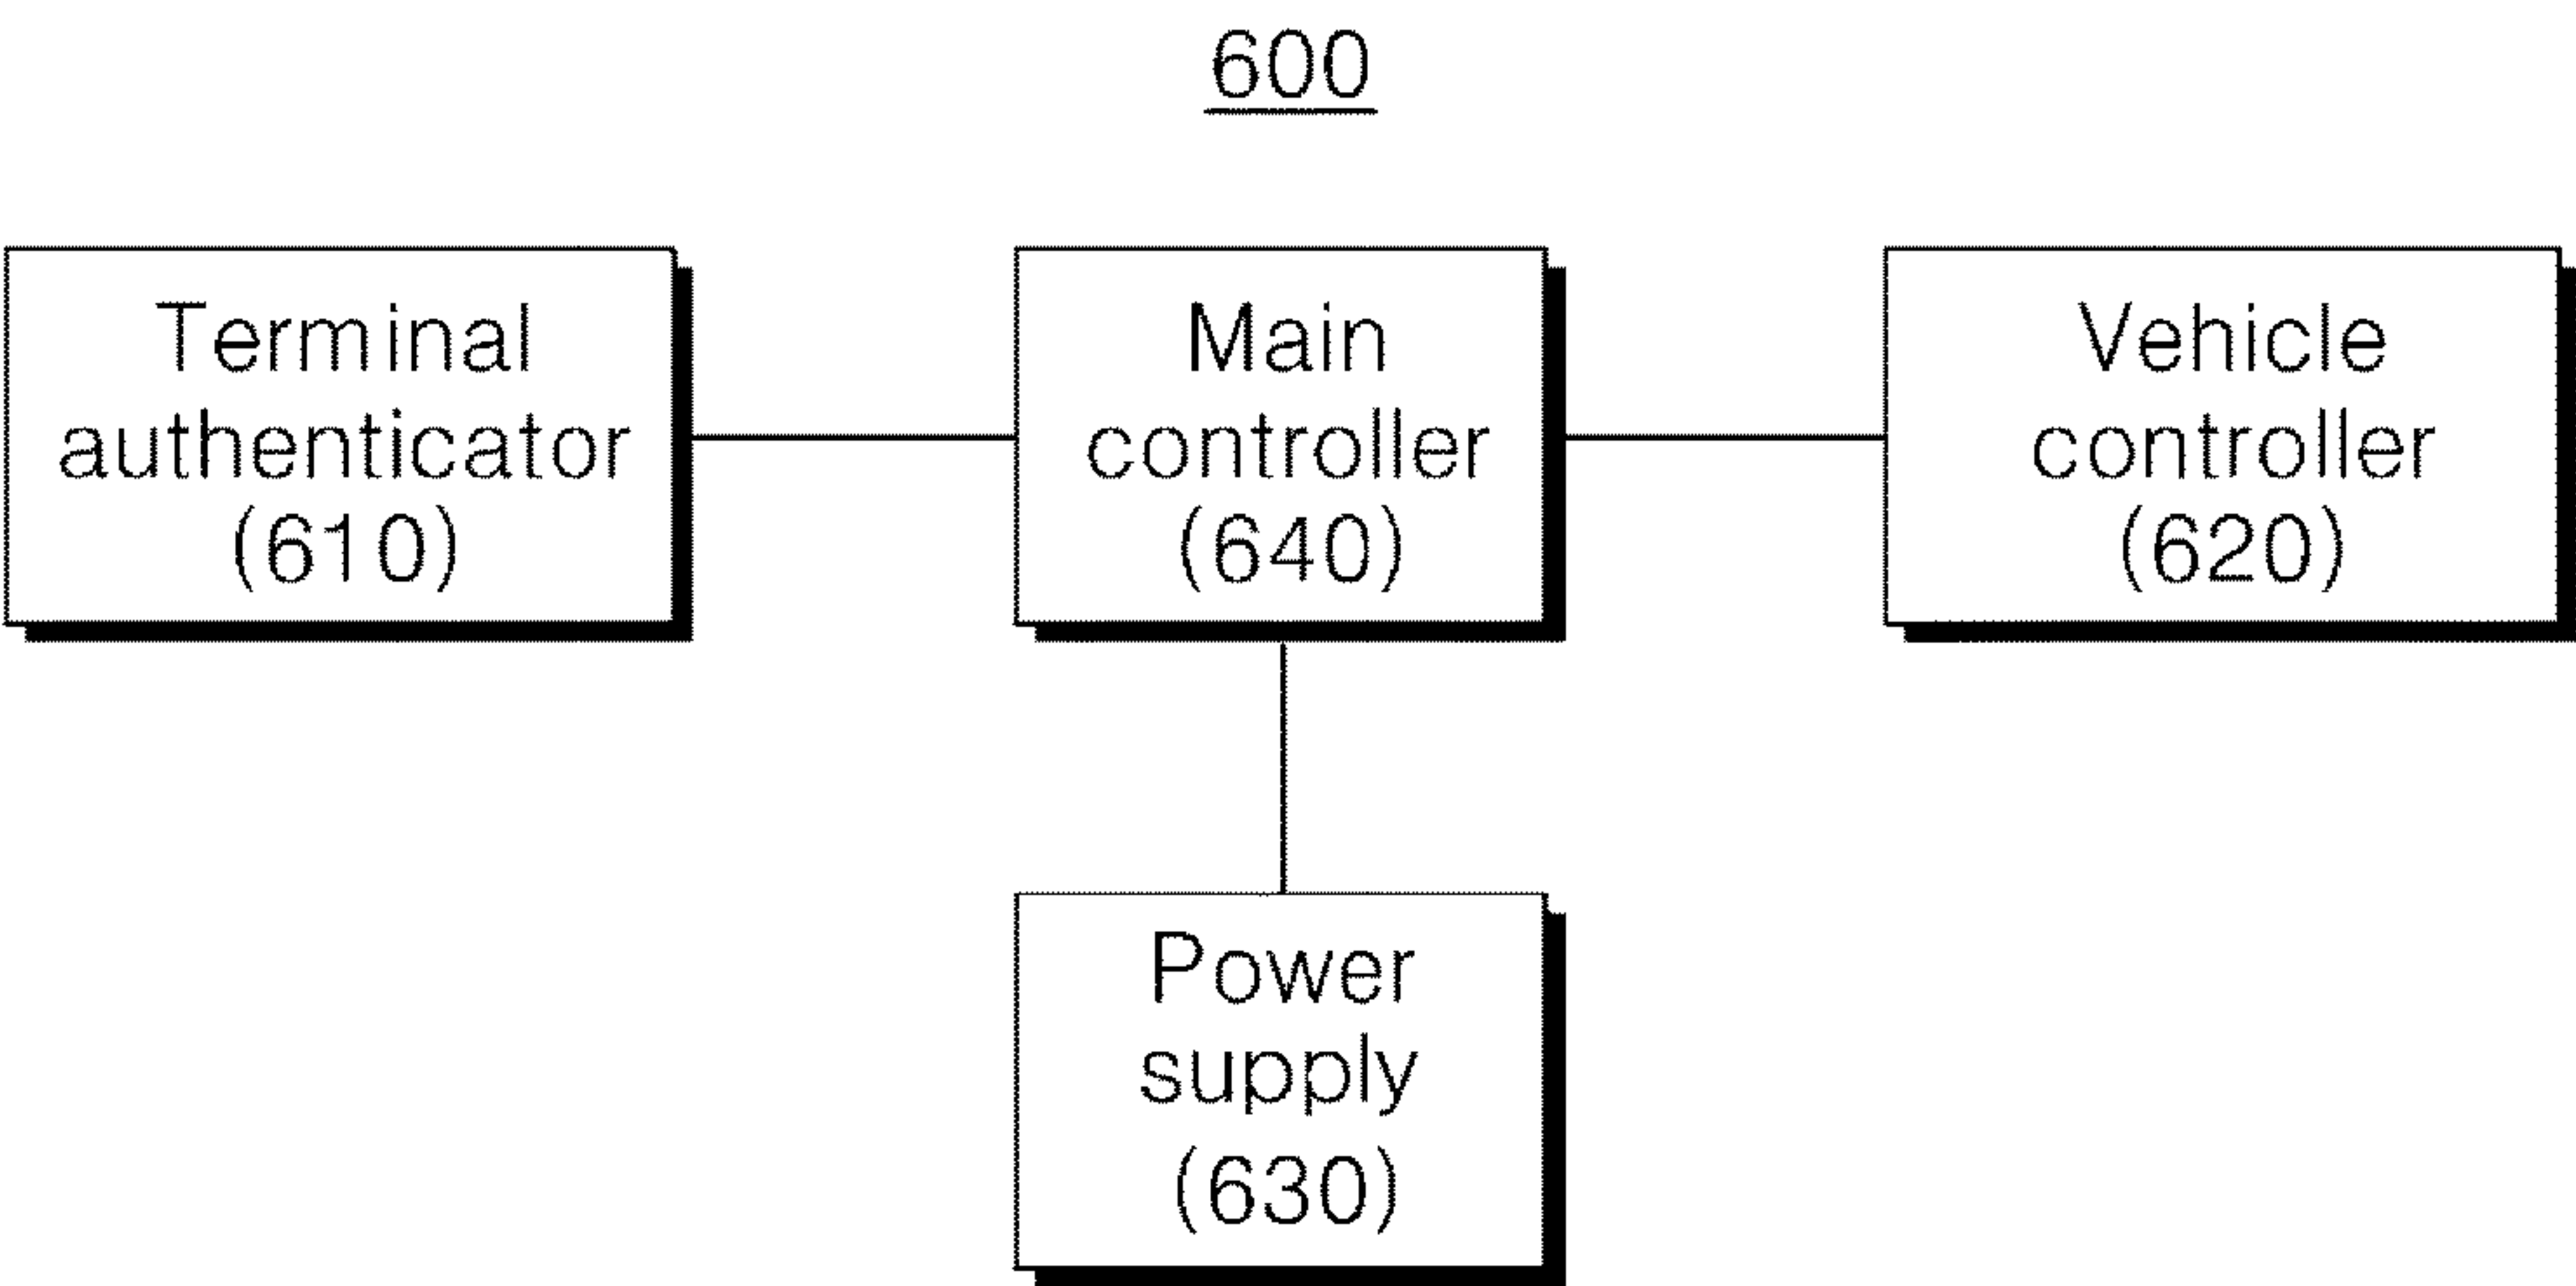 600
Terminal
authenticator
(610)
Main
controller
(640)
Vehicle
controller
(620)
Power
supply
(630)